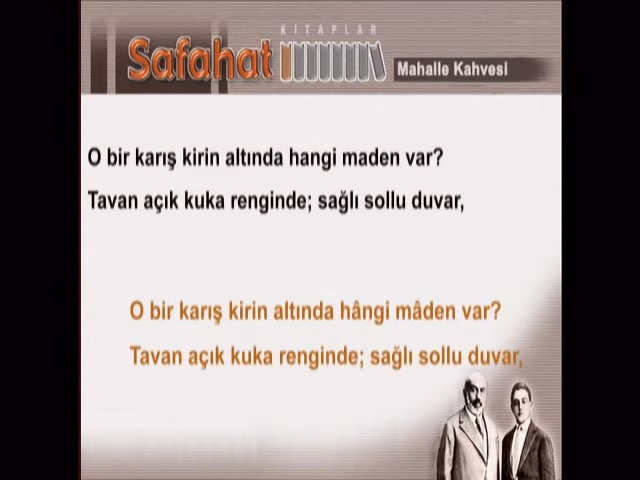 KİTAPLAR
Safahat
Mahalle Kahvesi
O bir karış kirin altında hangi maden var?
Tavan açık kuka renginde; sağlı sollu duvar,
O bir karış kirin altında hângi mâden var?
Tavan açık kuka renginde; sağlı sollu duvar,